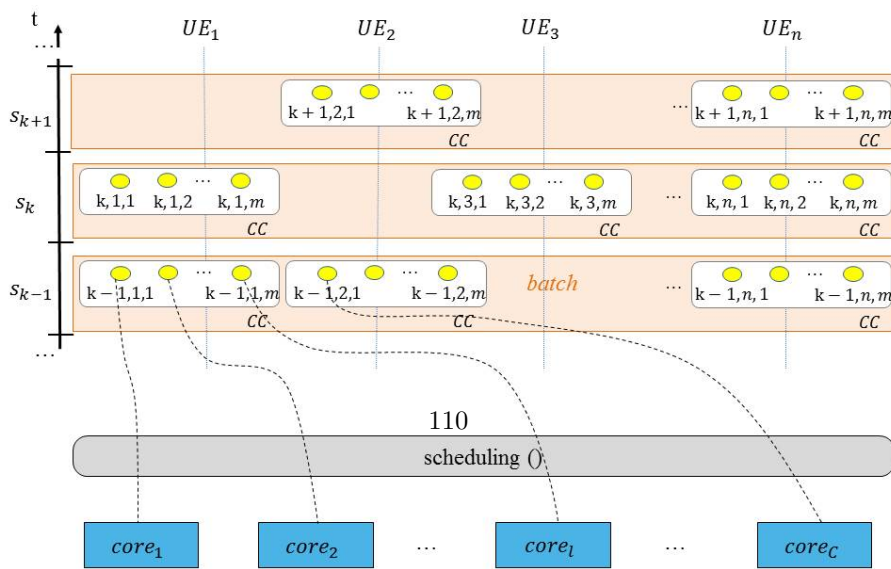 t
...
UE₁ UE₂ UE₃ UEₙ
sₖ₊₁
k + 1,2,1 ... k + 1,2,m
CC
... k + 1, n, 1 ... k + 1, n, m
CC
sₖ
k, 1,1 k, 1,2 ... k, 1, m
CC
k, 3,1 k, 3,2 ... k, 3, m
CC
... k, n, 1 k, n, 2 ... k, n, m
CC
sₖ₋₁
k − 1,1,1 ... k − 1,1, m
CC
k − 1,2,1 ... k − 1,2, m
CC
batch
... k − 1, n, 1 ... k − 1, n, m
CC
...
110
scheduling ()
core₁ core₂ ... coreₗ ... core_C